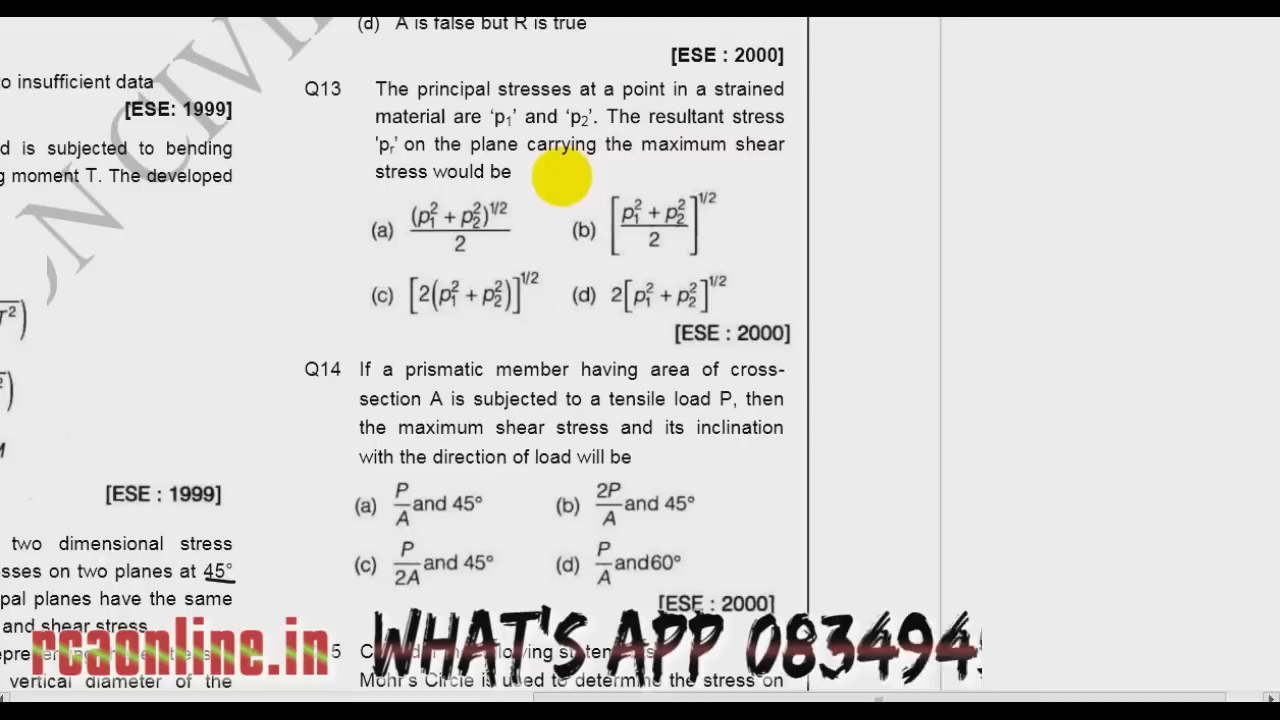 to insufficient data
[ESE: 1999]
d is subjected to bending
g moment T. The developed
[ESE : 1999]
two dimensional stress
sses on two planes at 45°
pal planes have the same
and shear stress.
vertical diameter of the
(d) A is false but R is true
[ESE : 2000]
Q13 The principal stresses at a point in a strained
material are ‘p₁’ and ‘p₂’. The resultant stress
'pᵣ' on the plane carrying the maximum shear
stress would be
(a) (p₁² + p₂²)^1/2 / 2 (b) [p₁² + p₂² / 2]^1/2
(c) [2(p₁² + p₂²)]^1/2 (d) 2[p₁² + p₂²]^1/2
[ESE : 2000]
Q14 If a prismatic member having area of cross-
section A is subjected to a tensile load P, then
the maximum shear stress and its inclination
with the direction of load will be
(a) P/A and 45° (b) 2P/A and 45°
(c) P/2A and 45° (d) P/A and 60°
[ESE : 2000]
Mohr's Circle is used to determine the stress on
rcaonline.in WHAT'S APP 083494